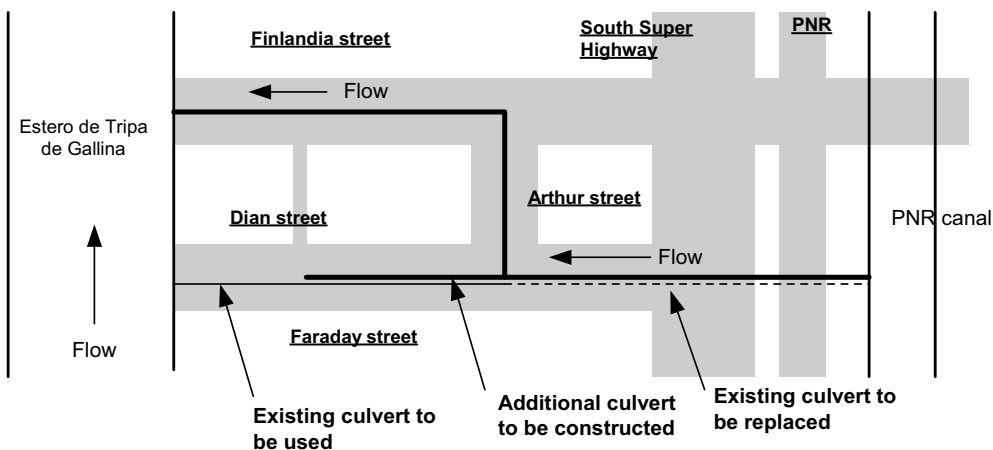 Finlandia street
South Super
Highway
PNR
Flow
Estero de Tripa
de Gallina
Arthur street
Dian street
PNR canal
Flow
Flow
Faraday street
Existing culvert to
be used
Additional culvert
to be constructed
Existing culvert to
be replaced